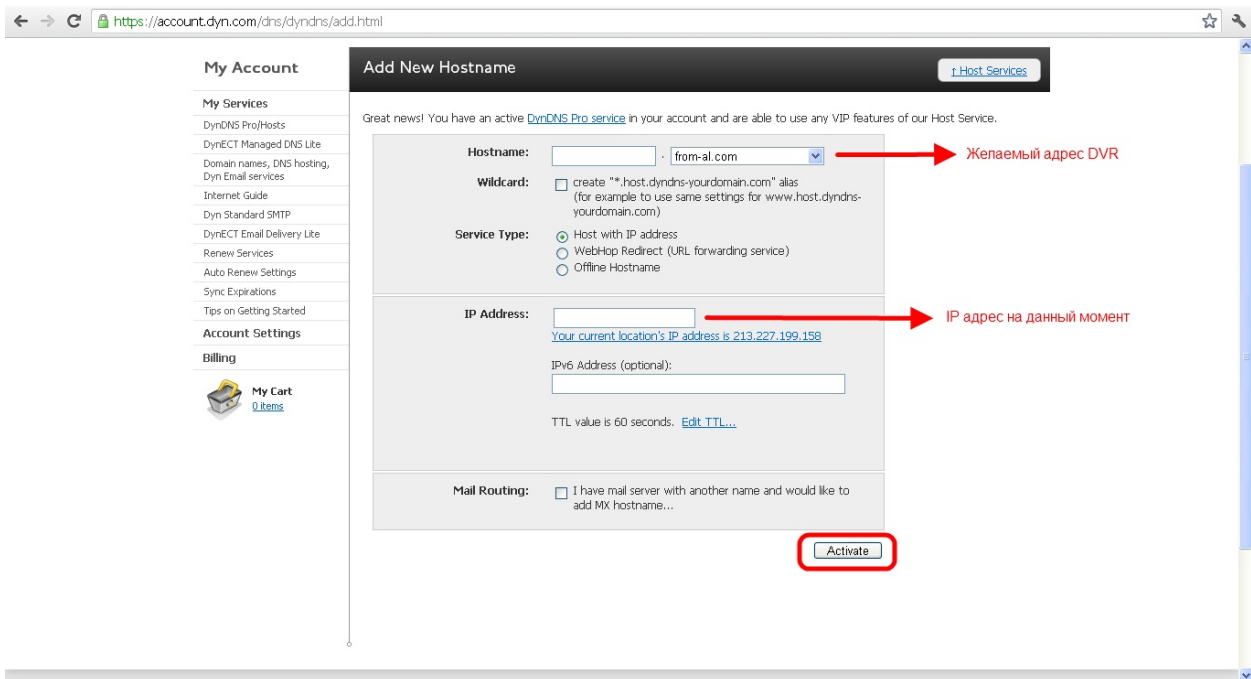 https://account.dyn.com/dns/dyndns/add.html
My Account
My Services
DynDNS Pro/Hosts
DynECT Managed DNS Lite
Domain names, DNS hosting,
Dyn Email services
Internet Guide
Dyn Standard SMTP
DynECT Email Delivery Lite
Renew Services
Auto Renew Settings
Sync Expirations
Tips on Getting Started
Account Settings
Billing
My Cart
0 items
Add New Hostname
↑ Host Services
Great news! You have an active DynDNS Pro service in your account and are able to use any VIP features of our Host Service.
Hostname: . from-al.com Желаемый адрес DVR
Wildcard: create "*.host.dyndns-yourdomain.com" alias
(for example to use same settings for www.host.dyndns-
yourdomain.com)
Service Type: Host with IP address
WebHop Redirect (URL forwarding service)
Offline Hostname
IP Address: IP адрес на данный момент
Your current location's IP address is 213.227.199.158
IPv6 Address (optional):
TTL value is 60 seconds. Edit TTL...
Mail Routing: I have mail server with another name and would like to
add MX hostname...
Activate